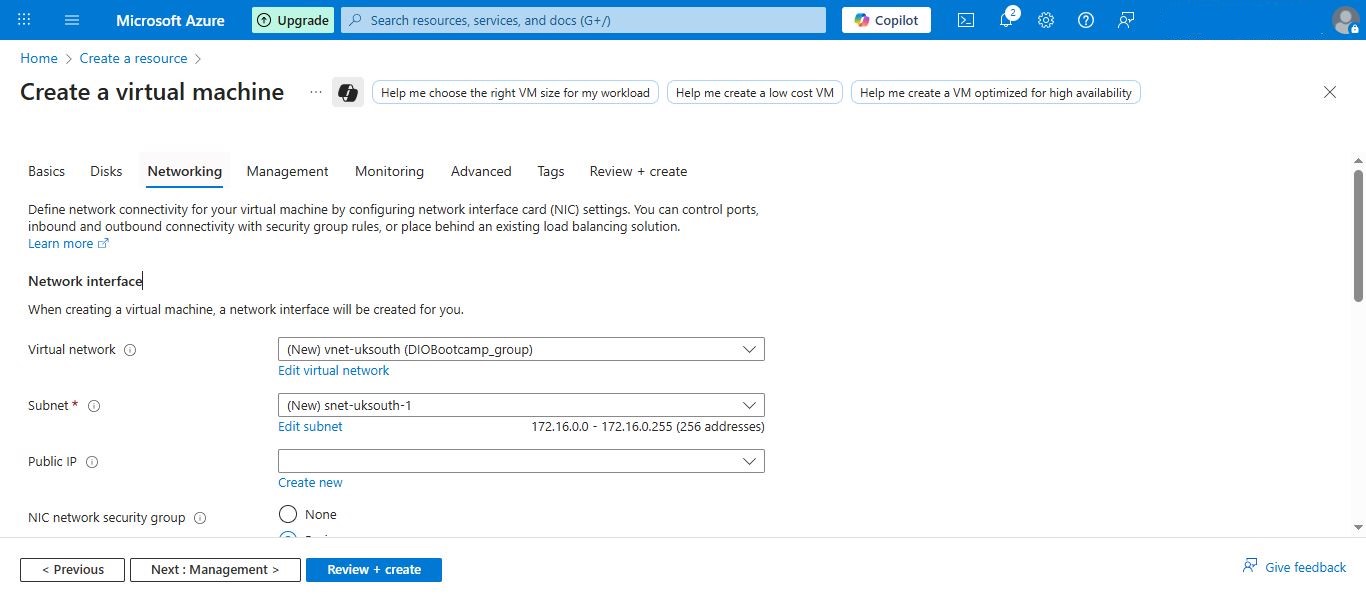 Microsoft Azure
Upgrade
Search resources, services, and docs (G+/)
Copilot
2
Home > Create a resource >
Create a virtual machine
...
Help me choose the right VM size for my workload
Help me create a low cost VM
Help me create a VM optimized for high availability
Basics
Disks
Networking
Management
Monitoring
Advanced
Tags
Review + create
Define network connectivity for your virtual machine by configuring network interface card (NIC) settings. You can control ports,
inbound and outbound connectivity with security group rules, or place behind an existing load balancing solution.
Learn more
Network interface
When creating a virtual machine, a network interface will be created for you.
Virtual network
(New) vnet-uksouth (DIOBootcamp_group)
Edit virtual network
Subnet *
(New) snet-uksouth-1
Edit subnet
172.16.0.0 - 172.16.0.255 (256 addresses)
Public IP
Create new
NIC network security group
None
< Previous
Next : Management >
Review + create
Give feedback